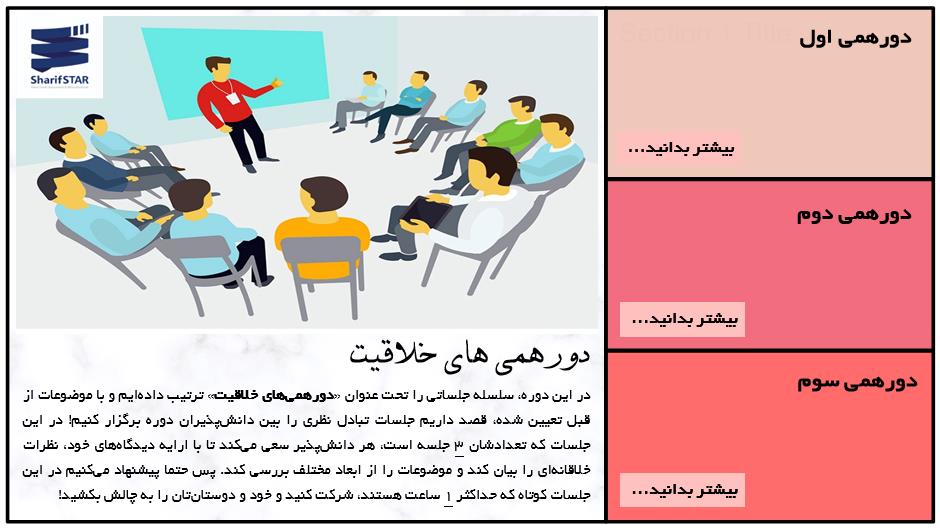 SharifSTAR
دورهمی اول
بیشتر بدانید...
دورهمی دوم
بیشتر بدانید...
دورهمی سوم
بیشتر بدانید...
دورهمی های خلاقیت
در این دوره، سلسله جلساتی را تحت عنوان «دورهمی‌های خلاقیت» ترتیب داده‌ایم و با موضوعات از
قبل تعیین شده، قصد داریم جلسات تبادل نظری را بین دانش‌پذیران دوره برگزار کنیم! در این
جلسات که تعدادشان ۳ جلسه است، هر دانش‌پذیر سعی می‌کند تا با ارایه دیدگاه‌های خود، نظرات
خلاقانه‌ای را بیان کند و موضوعات را از ابعاد مختلف بررسی کند. پس حتما پیشنهاد می‌کنیم در این
جلسات کوتاه که حداکثر ۱ ساعت هستند، شرکت کنید و خود و دوستان‌تان را به چالش بکشید!